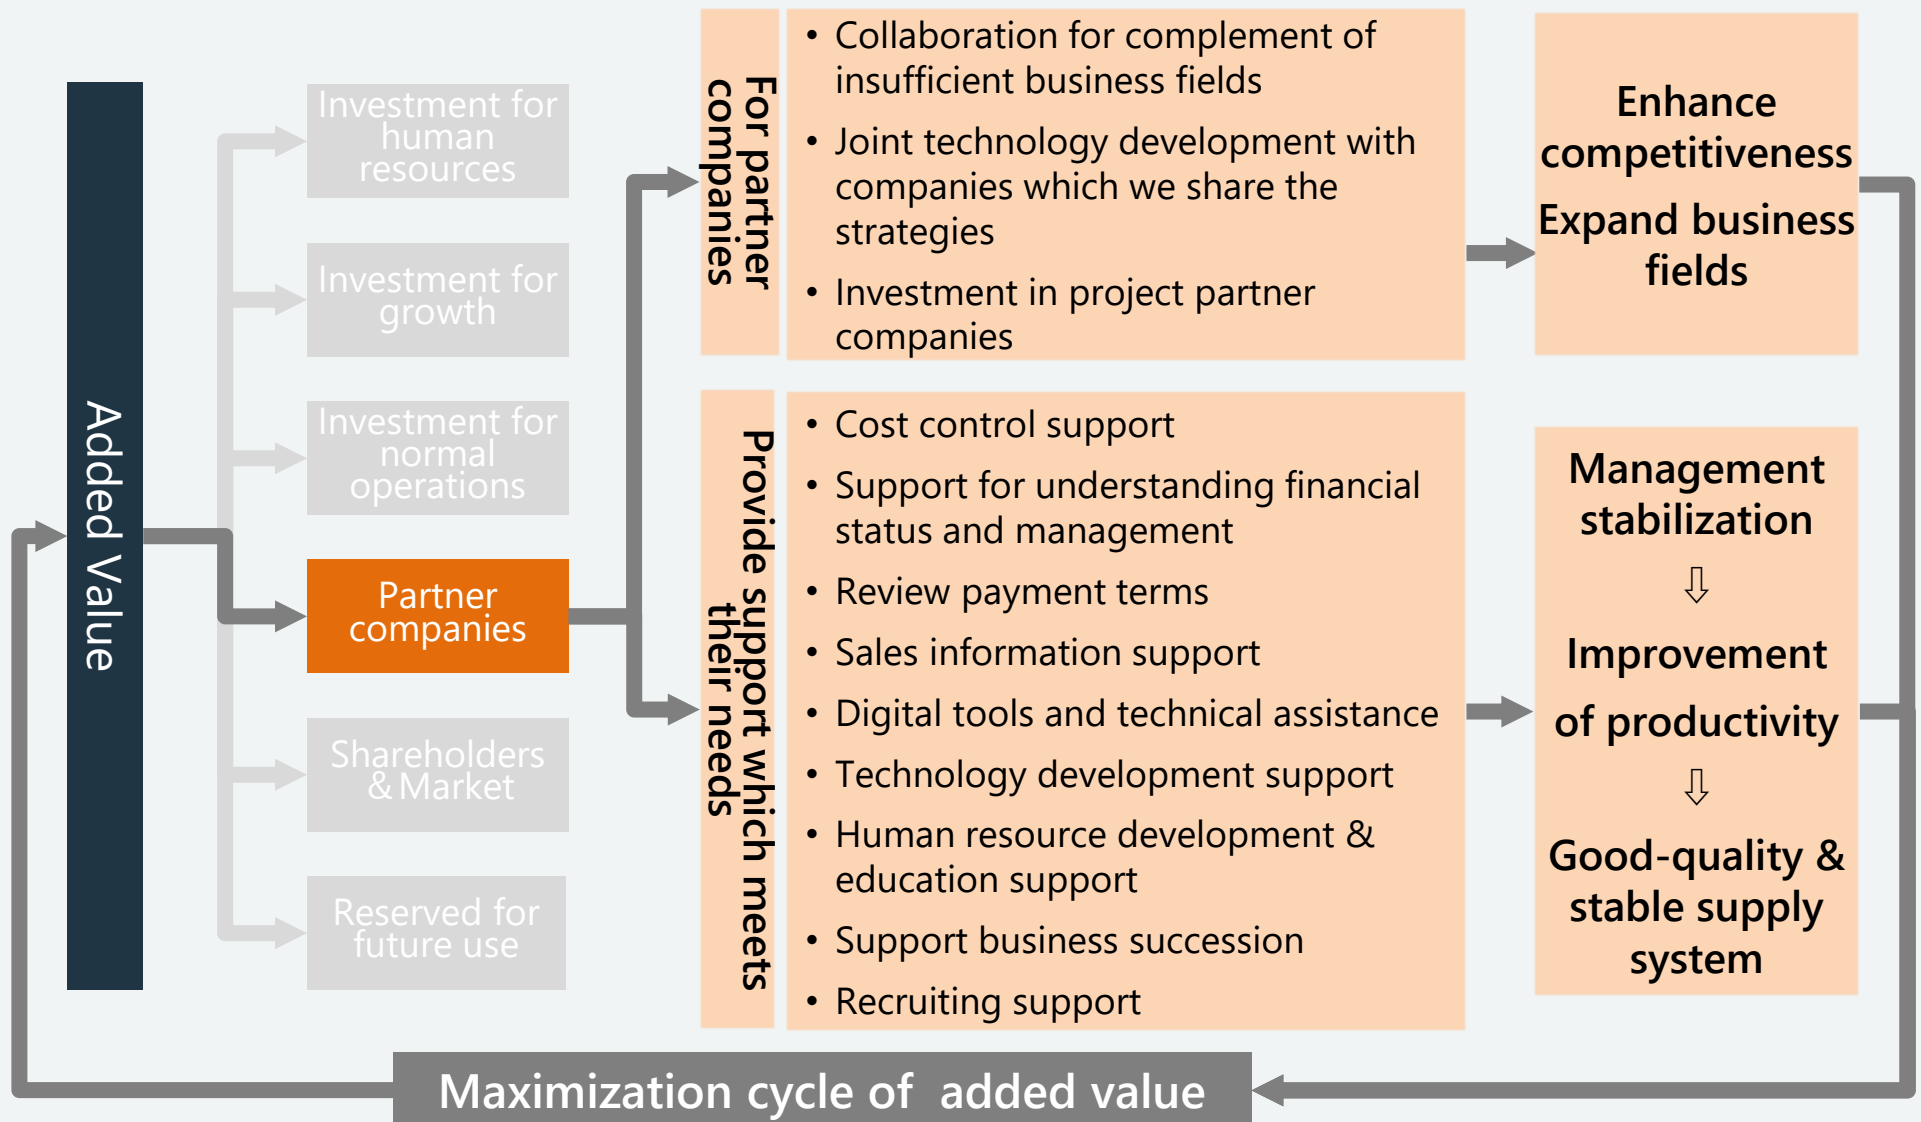 Added Value
Investment for
human
resources
Investment for
growth
Investment for
normal
operations
Partner
companies
Shareholders
& Market
Reserved for
future use
For partner
companies
• Collaboration for complement of
insufficient business fields
• Joint technology development with
companies which we share the
strategies
• Investment in project partner
companies
Enhance
competitiveness
Expand business
fields
Provide support which meets
their needs
• Cost control support
• Support for understanding financial
status and management
• Review payment terms
• Sales information support
• Digital tools and technical assistance
• Technology development support
• Human resource development &
education support
• Support business succession
• Recruiting support
Management
stabilization
⇩
Improvement
of productivity
⇩
Good-quality &
stable supply
system
Maximization cycle of added value